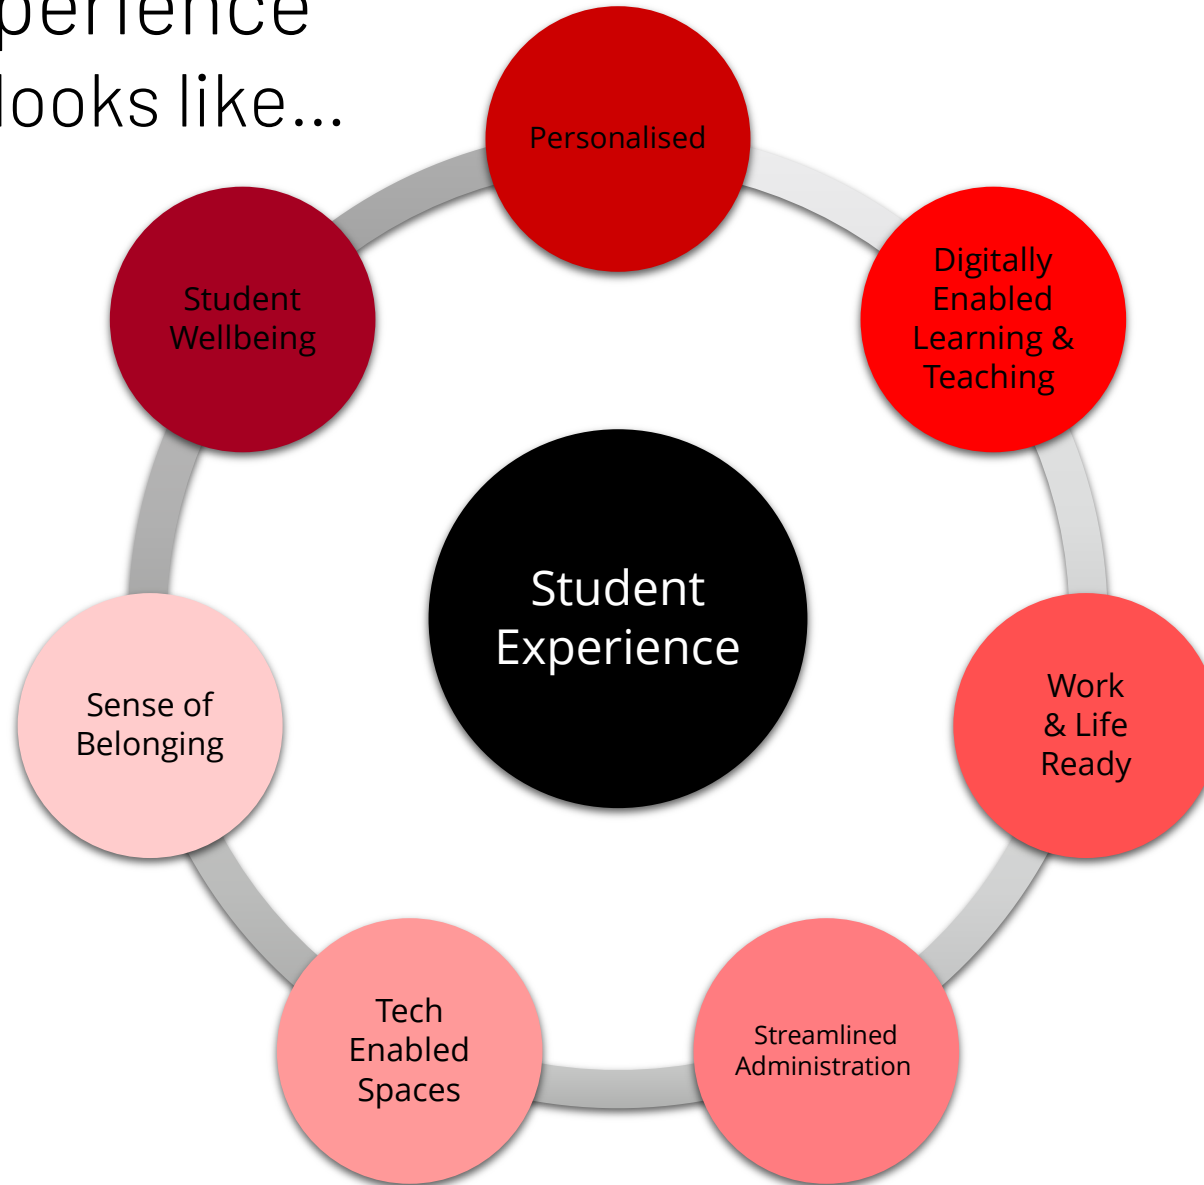 perience
looks like...
Personalised
Digitally
Enabled
Learning &
Teaching
Work
& Life
Ready
Streamlined
Administration
Tech
Enabled
Spaces
Sense of
Belonging
Student
Wellbeing
Student
Experience